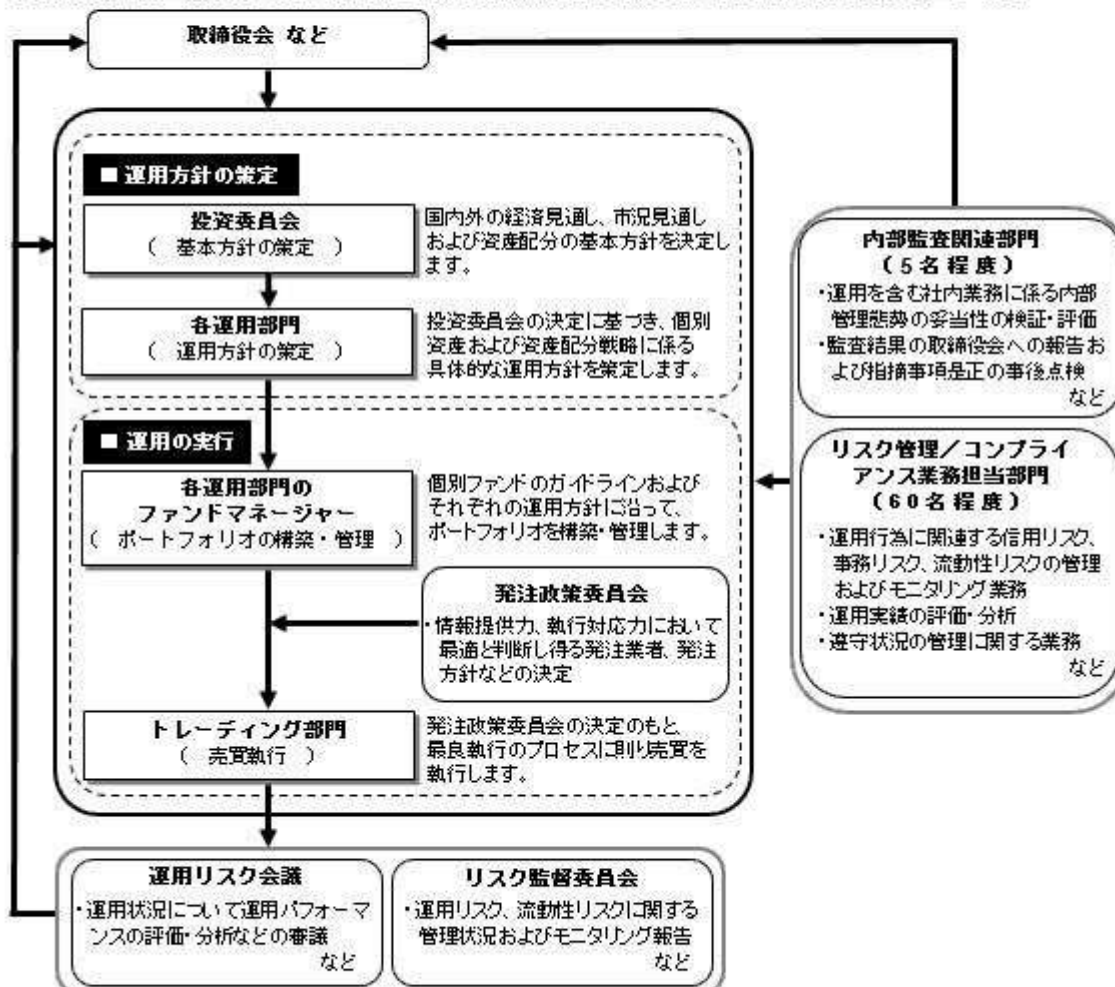 取締役会 など
■ 運用方針の策定
投資委員会
( 基本方針の策定 )
国内外の経済見通し、市況見通し
および資産配分の基本方針を決定し
ます。
各運用部門
( 運用方針の策定 )
投資委員会の決定に基づき、個別
資産および資産配分戦略に係る
具体的な運用方針を策定します。
■ 運用の実行
各運用部門の
ファンドマネージャー
( ポートフォリオの構築・管理 )
個別ファンドのガイドラインおよび
それぞれの運用方針に沿って、
ポートフォリオを構築・管理します。
発注政策委員会
・情報提供力、執行対応力において
最適と判断し得る発注業者、発注
方針などの決定
トレーディング部門
( 売買執行 )
発注政策委員会の決定のもと、
最良執行のプロセスに則り売買を
執行します。
内部監査関連部門
(5名程度)
・運用を含む社内業務に係る内部
管理態勢の妥当性の検証・評価
・監査結果の取締役会への報告お
よび指摘事項是正の事後点検
など
リスク管理／コンプライ
アンス業務担当部門
(60名程度)
・運用行為に関連する信用リスク、
事務リスク、流動性リスクの管理
およびモニタリング業務
・運用実績の評価・分析
・遵守状況の管理に関する業務
など
運用リスク会議
・運用状況について運用パフォーマ
ンスの評価・分析などの審議
など
リスク監督委員会
・運用リスク、流動性リスクに関する
管理状況およびモニタリング報告
など